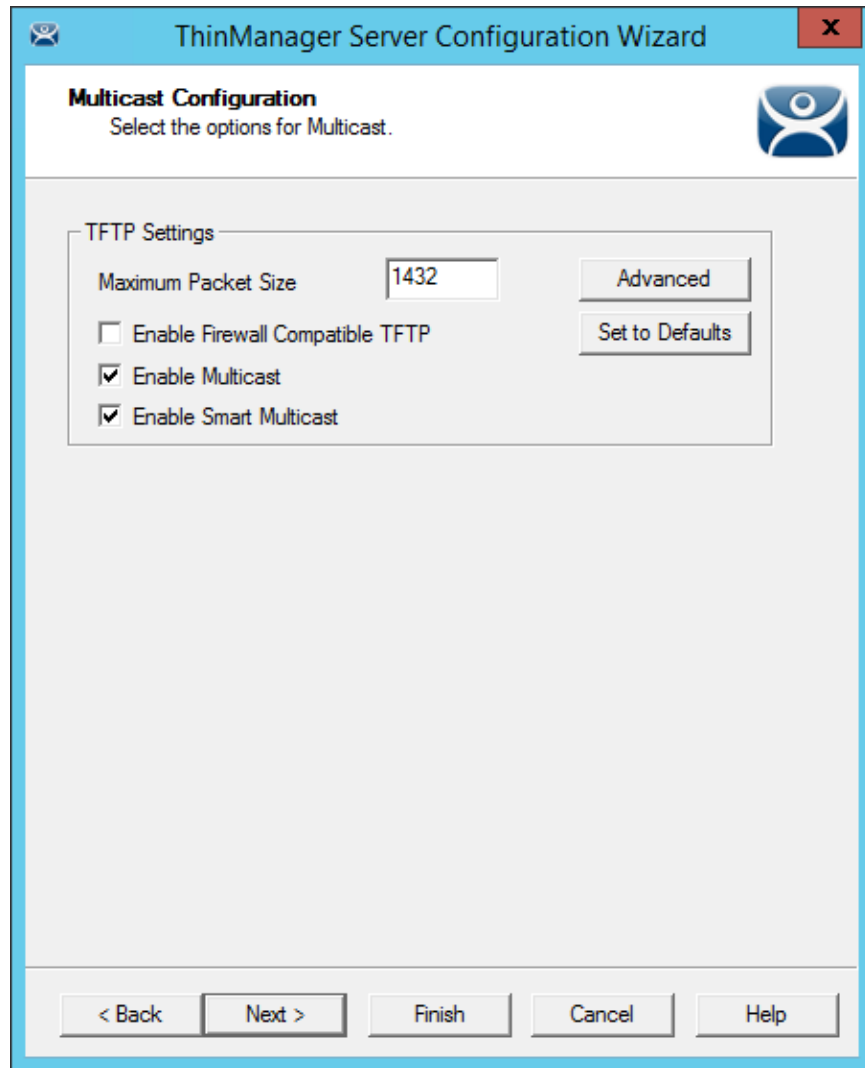 ThinManager Server Configuration Wizard
x
Multicast Configuration
Select the options for Multicast.
TFTP Settings
Maximum Packet Size 1432 Advanced
Enable Firewall Compatible TFTP Set to Defaults
Enable Multicast
Enable Smart Multicast
< Back Next > Finish Cancel Help